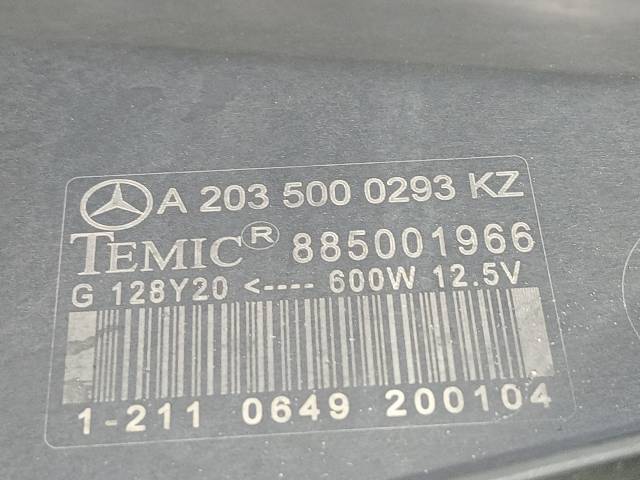 A 203 500 0293 KZ
TEMIC® 885001966
G 128Y20 <---- 600W 12.5V
1-211 0649 200104